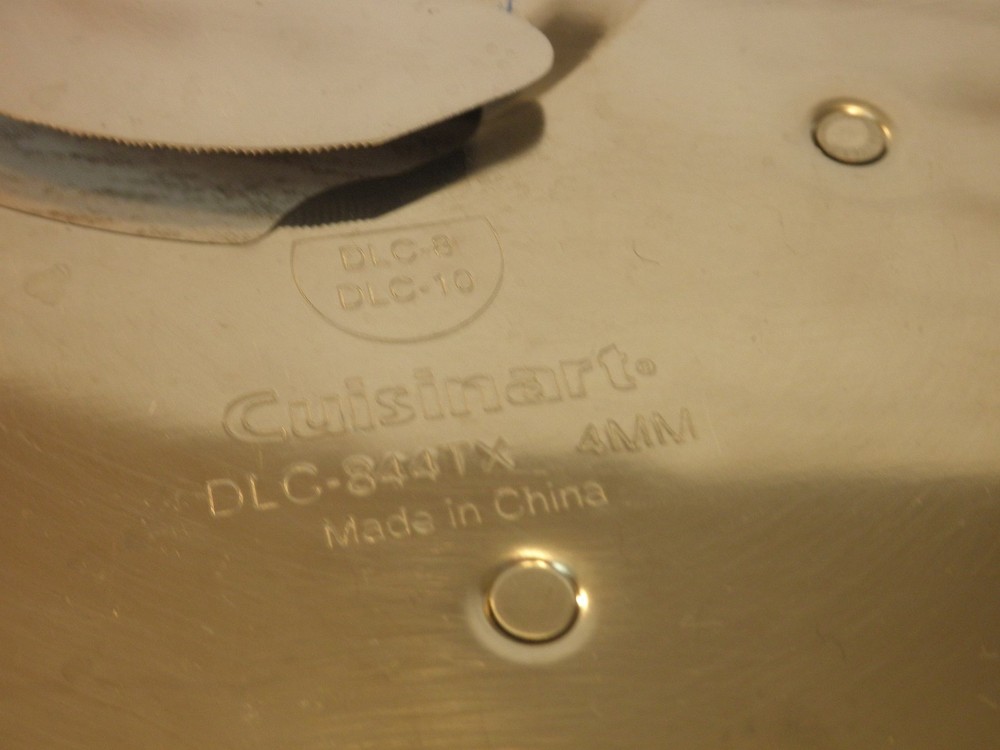 DLC-8
DLC-10
Cuisinart®
DLC-844TX 4MM
Made in China